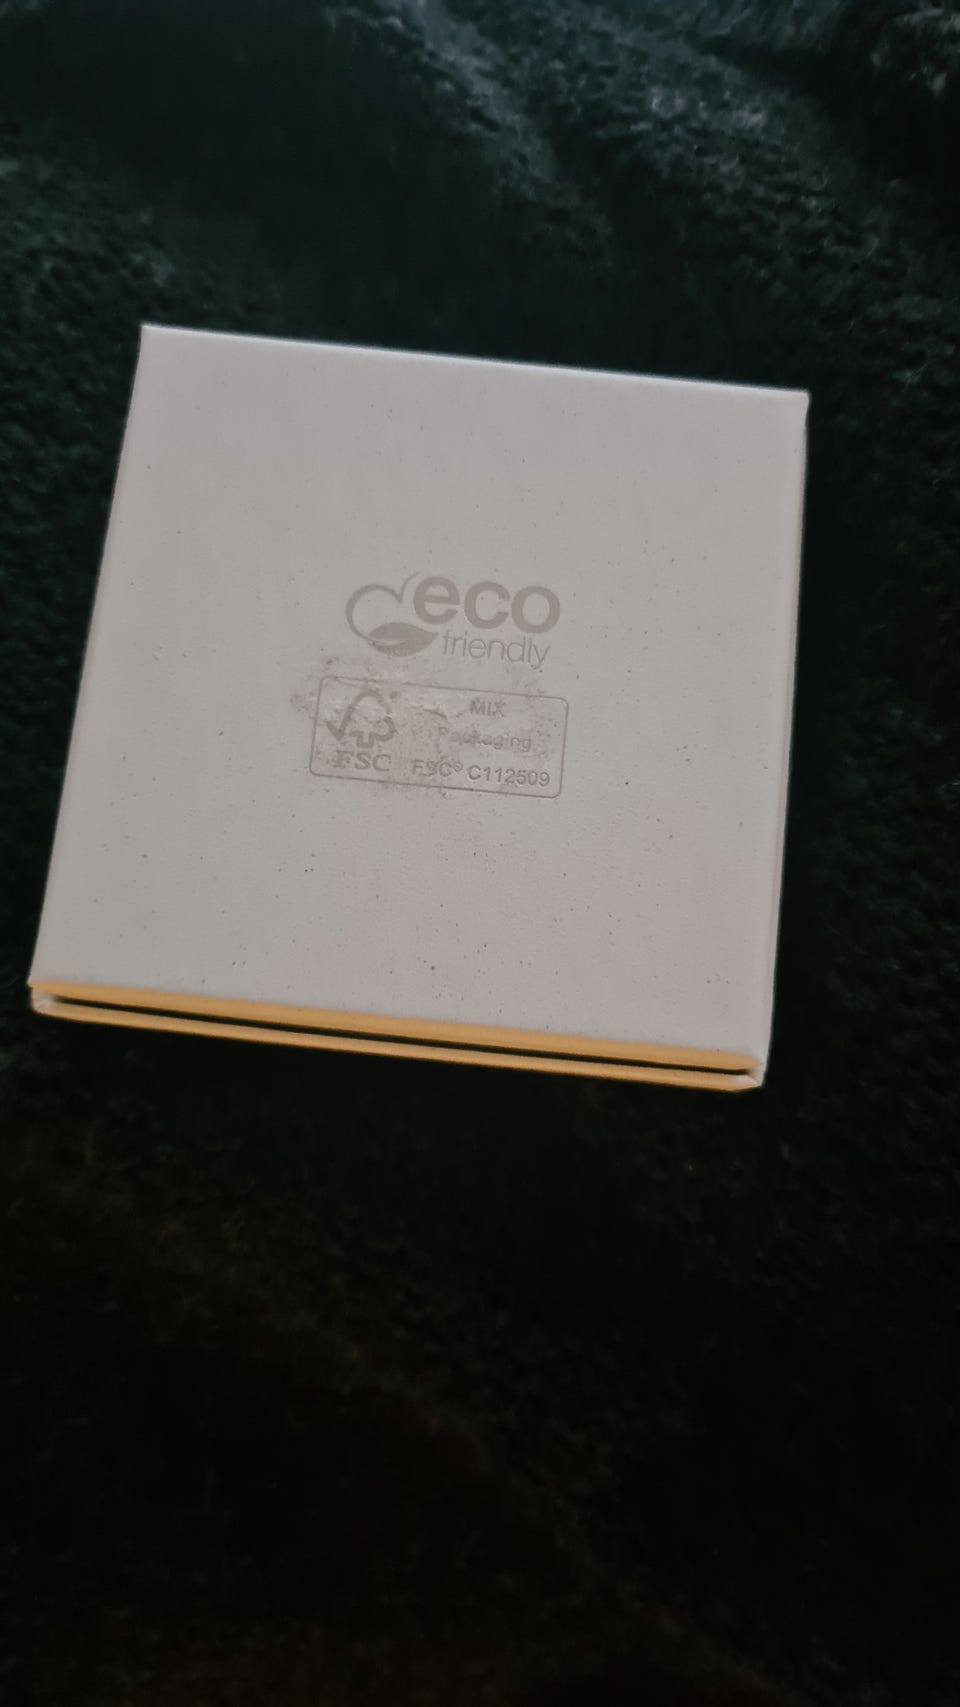 eco
friendly
MIX
Packaging
FSC
FSC® C112509